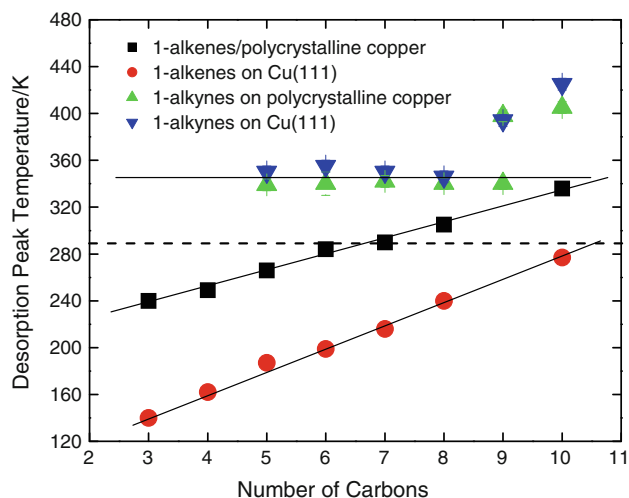 480
440
400
360
320
280
240
200
160
120
Desorption Peak Temperature/K
1-alkenes/polycrystalline copper
1-alkenes on Cu(111)
1-alkynes on polycrystalline copper
1-alkynes on Cu(111)
2 3 4 5 6 7 8 9 10 11
Number of Carbons